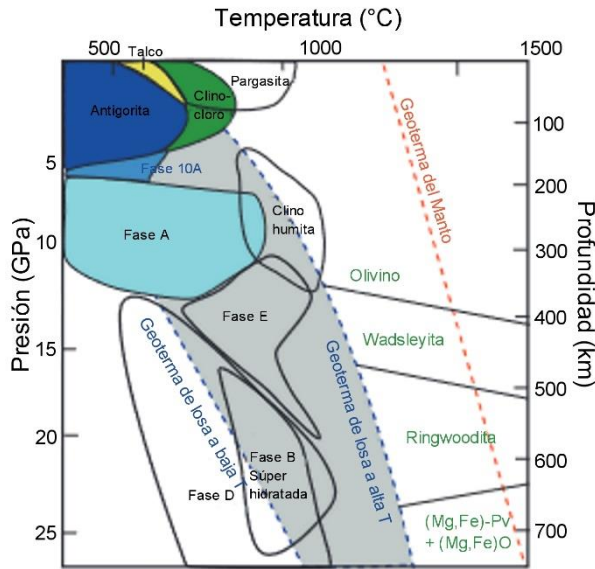 Temperatura (°C)
500
1000
1500
Talco
Pargasita
Antigorita
Clino-
cloro
Fase 10A
Fase A
Clino
humita
Fase E
Fase B
Súper
hidratada
Fase D
Geoterma de losa a baja T
Geoterma de losa a alta T
Geoterma del Manto
Olivino
Wadsleyita
Ringwoodita
(Mg,Fe)-Pv
+ (Mg,Fe)O
Presión (GPa)
5
10
15
20
25
Profundidad (km)
100
200
300
400
500
600
700